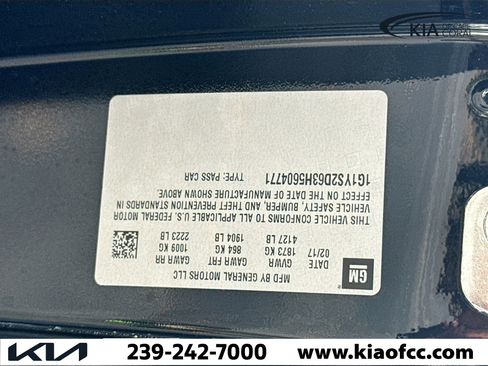 KIA
CORAL
MFD BY GENERAL MOTORS LLC
GM
DATE GVWR GAWR FRT GAWR RR
02/17 1873 KG 864 KG 1009 KG
4127 LB 1904 LB 2223 LB
THIS VEHICLE CONFORMS TO ALL APPLICABLE U.S. FEDERAL MOTOR
VEHICLE SAFETY, BUMPER, AND THEFT PREVENTION STANDARDS IN
EFFECT ON THE DATE OF MANUFACTURE SHOWN ABOVE.
1G1YS2D63H5604771 TYPE: PASS CAR
KIA 239-242-7000 www.kiaofcc.com